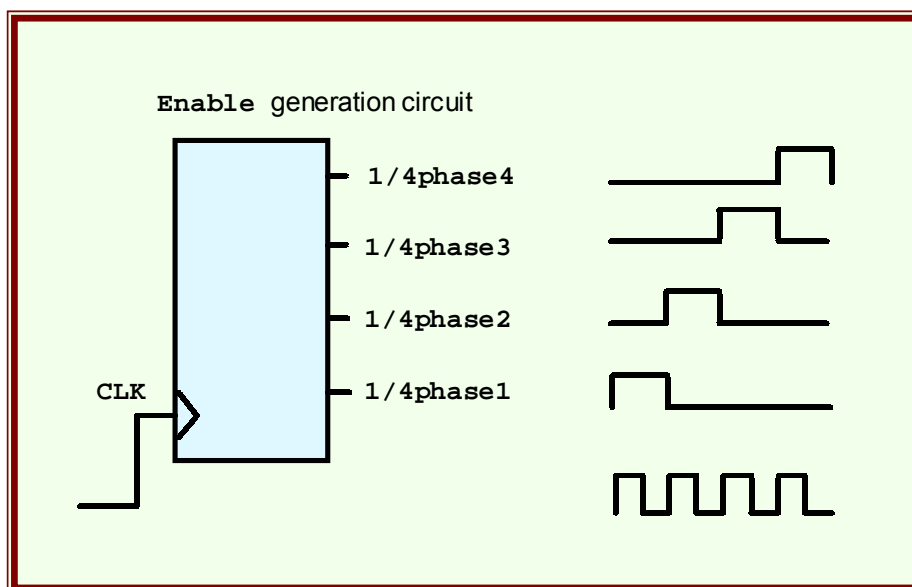 Enable generation circuit
1/4phase4
1/4phase3
1/4phase2
CLK
1/4phase1